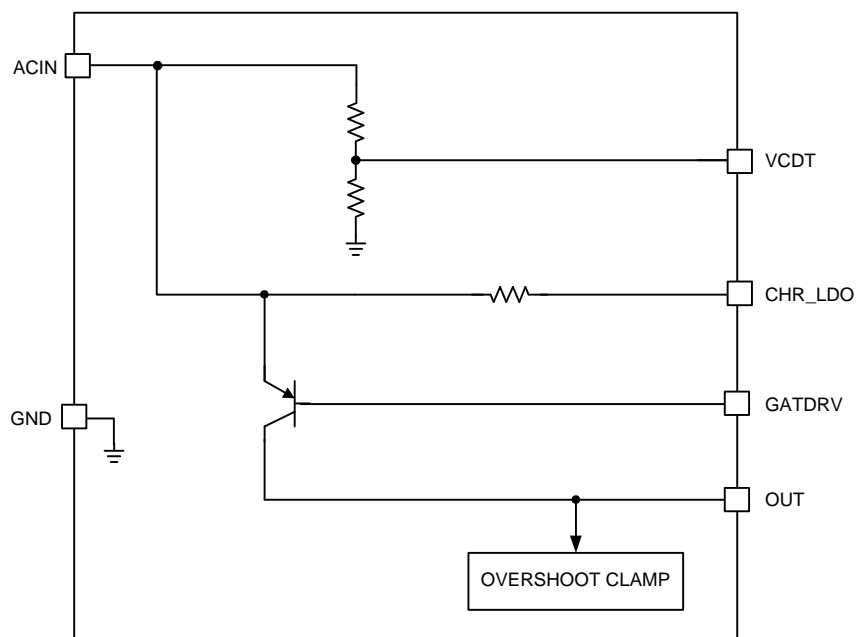 ACIN
VCDT
CHR_LDO
GATDRV
GND
OUT
OVERSHOOT CLAMP